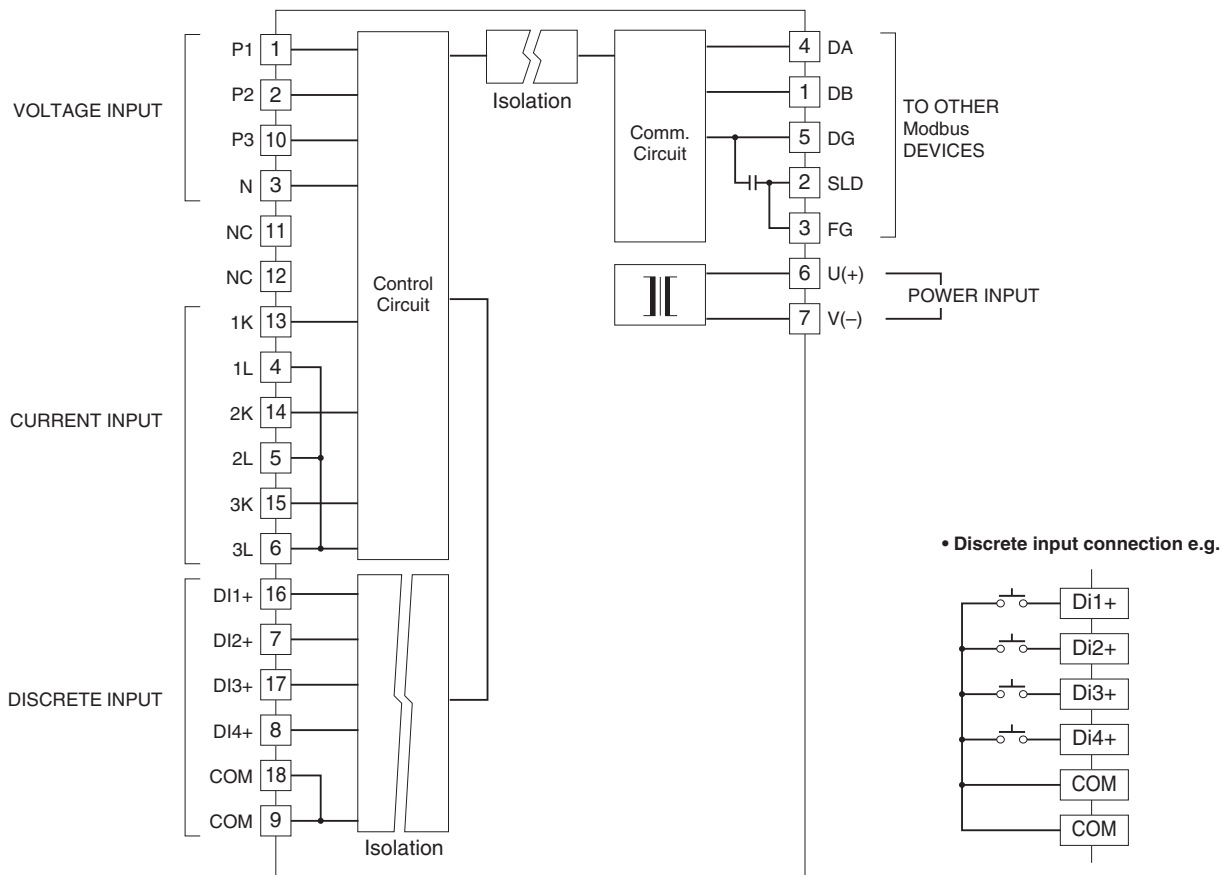 VOLTAGE INPUT
P1 1
P2 2
P3 10
N 3
NC 11
NC 12
CURRENT INPUT
1K 13
1L 4
2K 14
2L 5
3K 15
3L 6
DISCRETE INPUT
DI1+ 16
DI2+ 7
DI3+ 17
DI4+ 8
COM 18
COM 9
Control
Circuit
Isolation
Isolation
Comm.
Circuit
4 DA
1 DB
5 DG
2 SLD
3 FG
TO OTHER
Modbus
DEVICES
6 U(+)
7 V(–)
POWER INPUT
• Discrete input connection e.g.
Di1+
Di2+
Di3+
Di4+
COM
COM